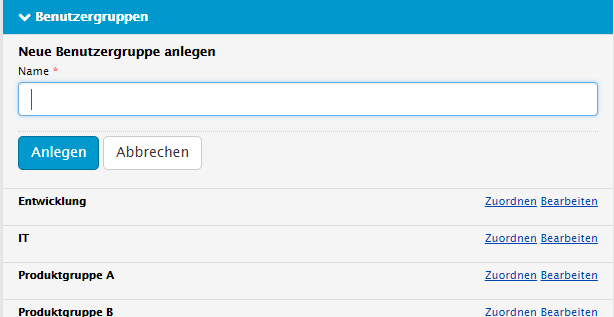 Benutzergruppen
Neue Benutzergruppe anlegen
Name *
Anlegen Abbrechen
Entwicklung Zuordnen Bearbeiten
IT Zuordnen Bearbeiten
Produktgruppe A Zuordnen Bearbeiten
Produktgruppe B Zuordnen Bearbeiten